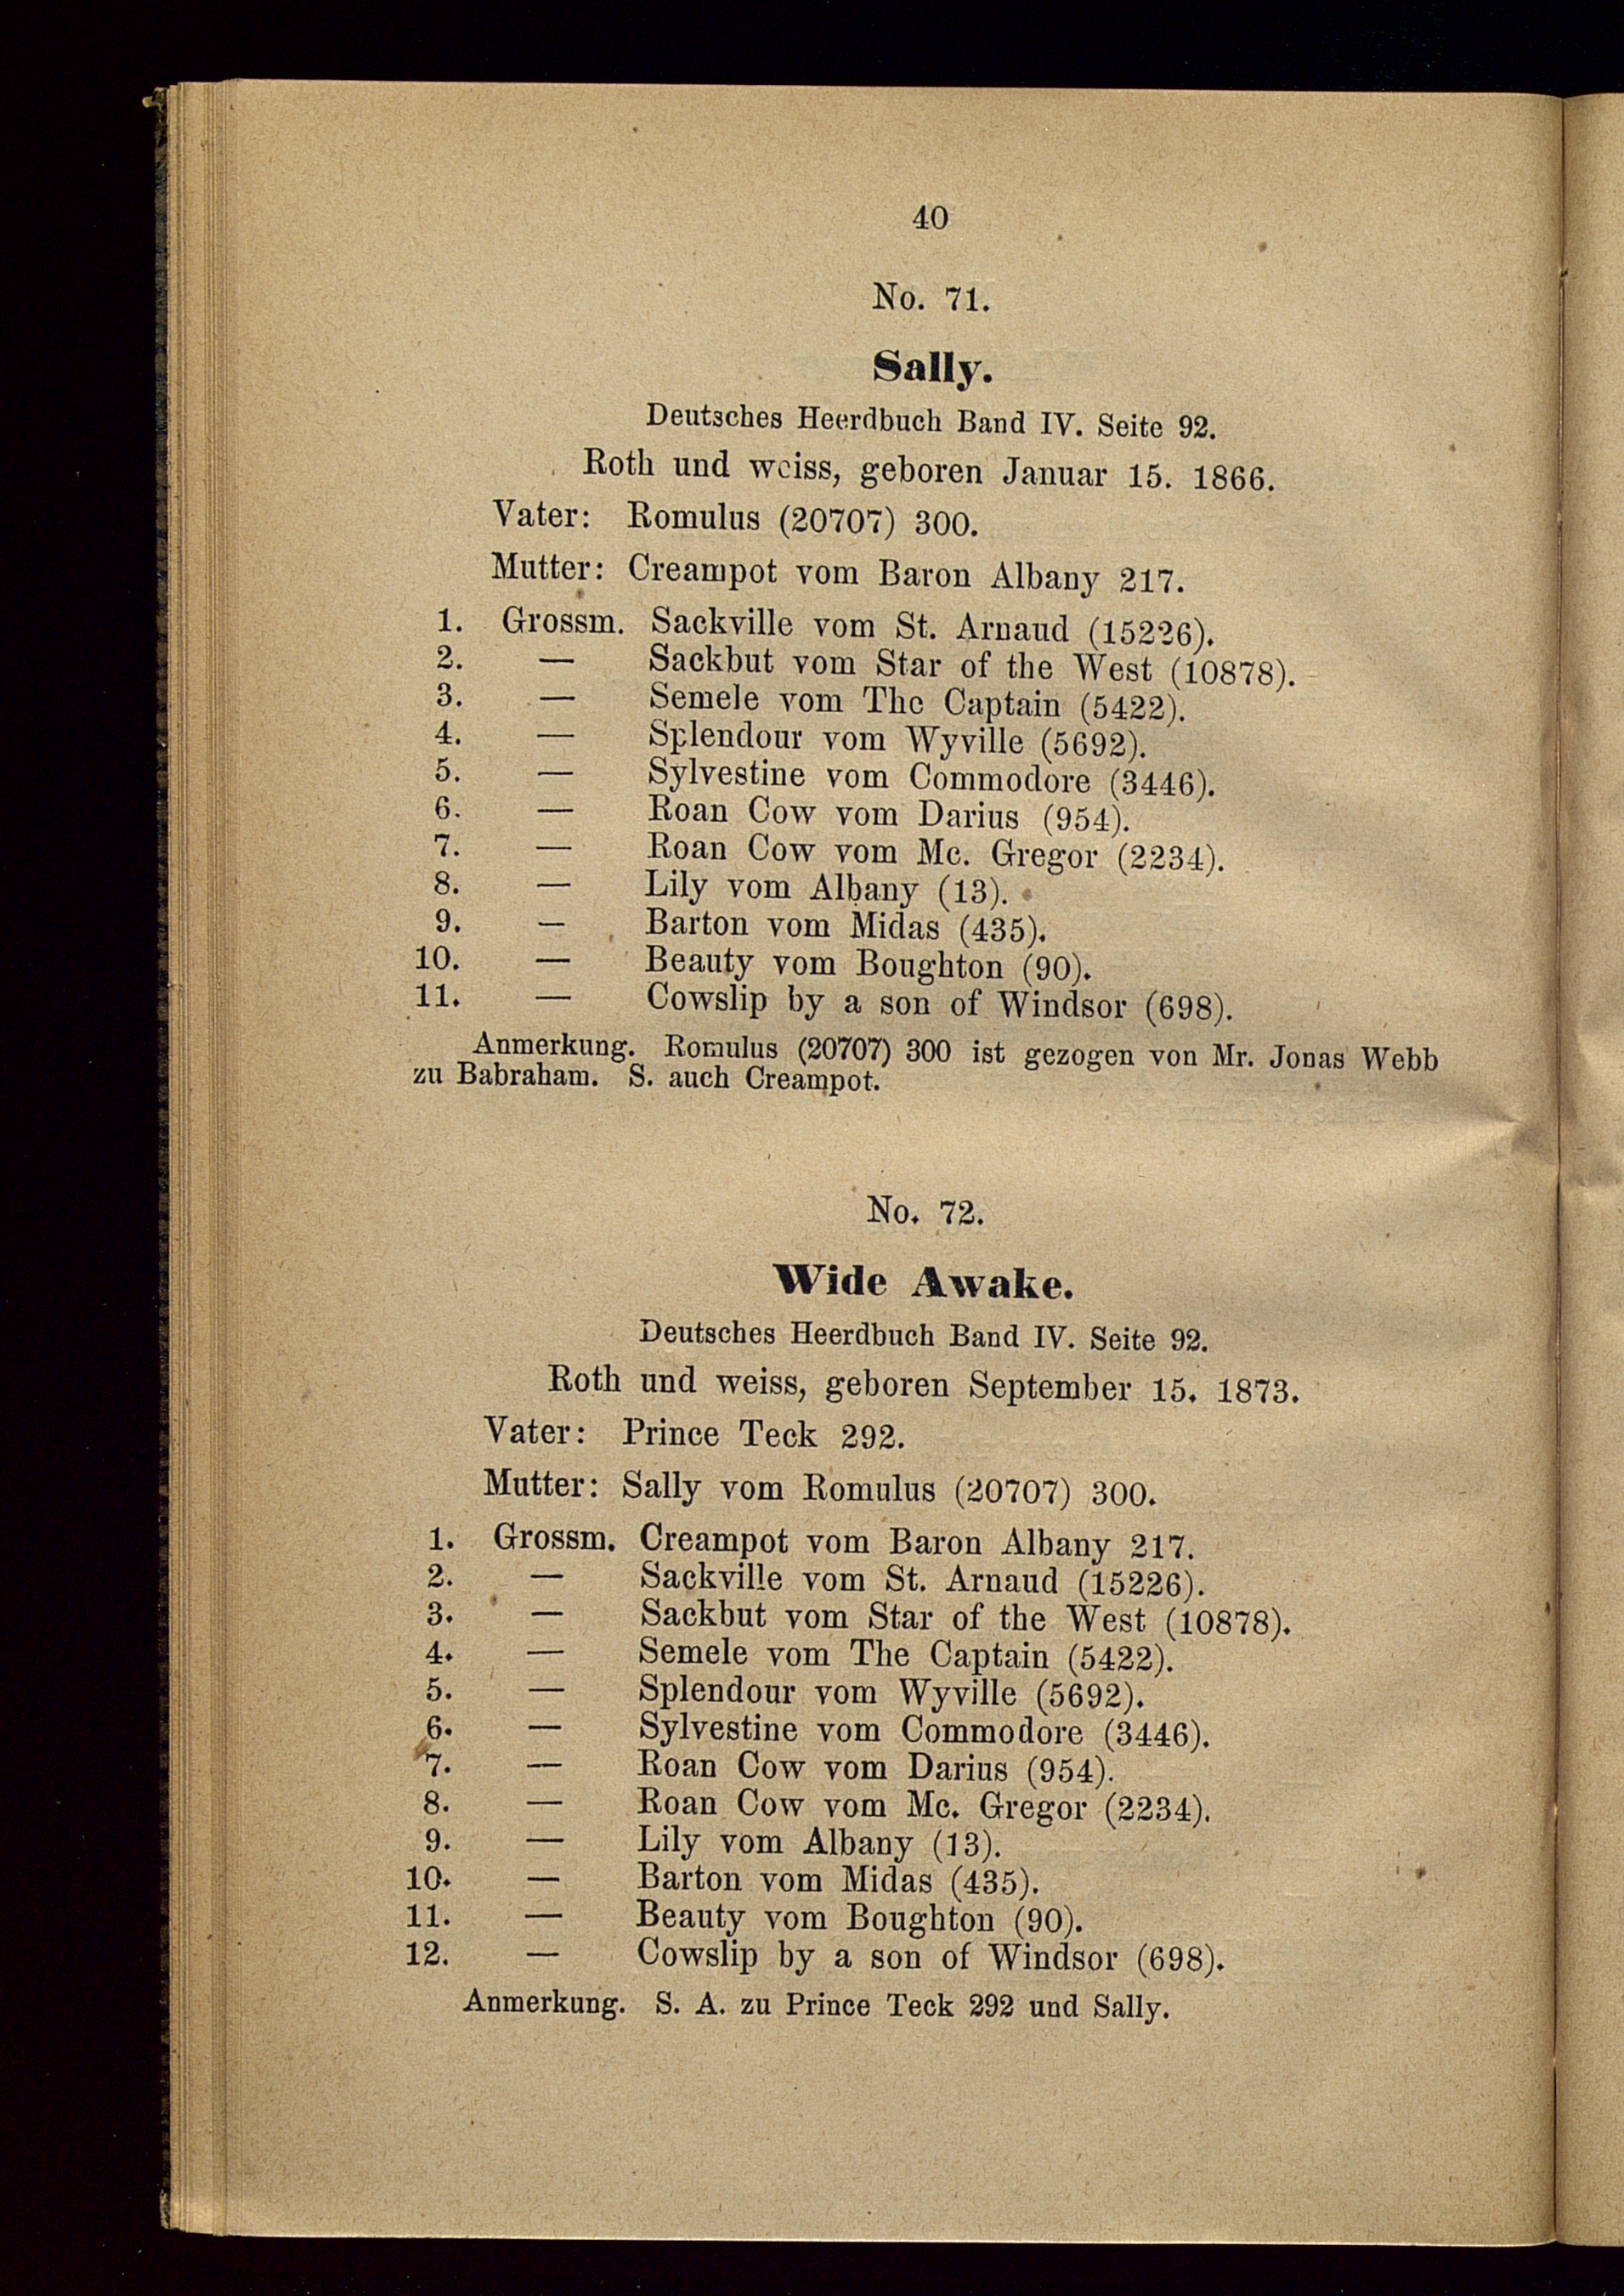 40
No. 71.
Sally.
Deutsches Heerdbuch Band IV. Seite 92.
Roth und weiss, geboren Januar 15. 1866.
Vater: Romulus (20707) 300.
Mutter: Creampot vom Baron Albany 217.
1. Grossm. Sackville vom St. Arnaud (15226).
2. — Sackbut vom Star of the West (10878).
3. — Semele vom The Captain (5422).
4. — Splendour vom Wyville (5692).
5. — Sylvestine vom Commodore (3446).
6. — Roan Cow vom Darius (954).
7. — Roan Cow vom Mc. Gregor (2234).
8. — Lily vom Albany (13).
9. — Barton vom Midas (435).
10. — Beauty vom Boughton (90).
11. — Cowslip by a son of Windsor (698).
Anmerkung. Romulus (20707) 300 ist gezogen von Mr. Jonas Webb
zu Babraham. S. auch Creampot.
No. 72.
Wide Awake.
Deutsches Heerdbuch Band IV. Seite 92.
Roth und weiss, geboren September 15. 1873.
Vater: Prince Teck 292.
Mutter: Sally vom Romulus (20707) 300.
1. Grossm. Creampot vom Baron Albany 217.
2. — Sackville vom St. Arnaud (15226).
3. — Sackbut vom Star of the West (10878).
4. — Semele vom The Captain (5422).
5. — Splendour vom Wyville (5692).
6. — Sylvestine vom Commodore (3446).
7. — Roan Cow vom Darius (954).
8. — Roan Cow vom Mc. Gregor (2234).
9. — Lily vom Albany (13).
10. — Barton vom Midas (435).
11. — Beauty vom Boughton (90).
12. — Cowslip by a son of Windsor (698).
Anmerkung. S. A. zu Prince Teck 292 und Sally.